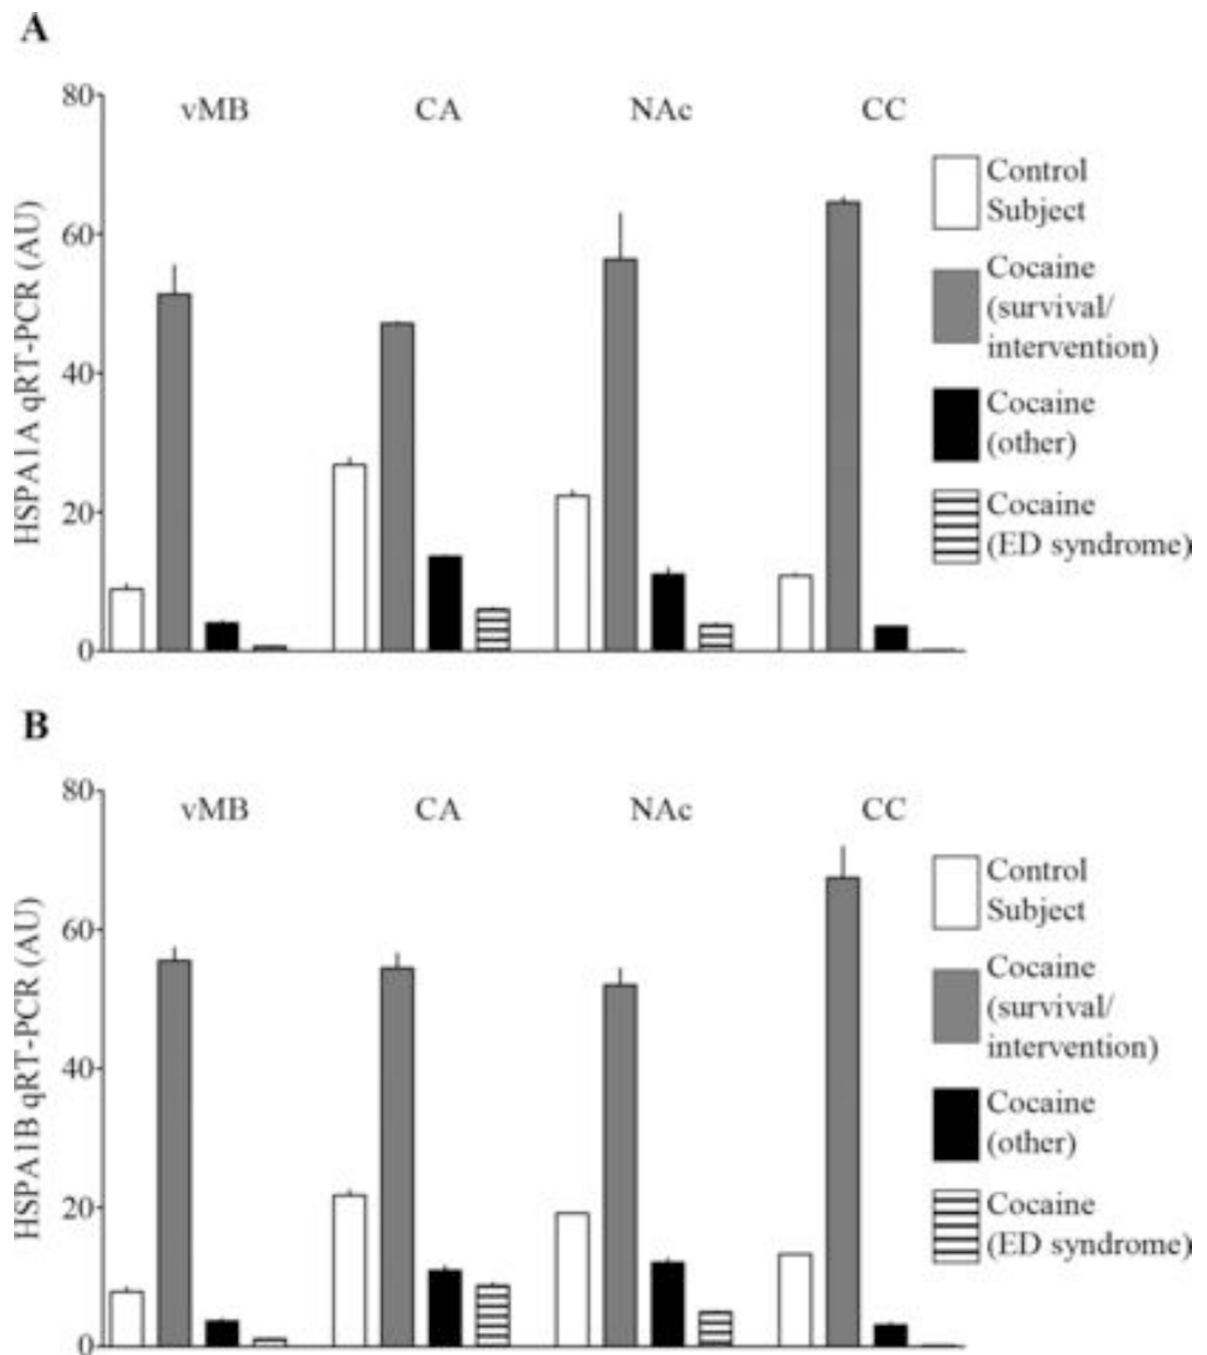 A
80
vMB
CA
NAc
CC
60
40
20
0
HSPA1A qRT-PCR (AU)
Control
Subject
Cocaine
(survival/
intervention)
Cocaine
(other)
Cocaine
(ED syndrome)
B
80
vMB
CA
NAc
CC
60
40
20
0
HSPA1B qRT-PCR (AU)
Control
Subject
Cocaine
(survival/
intervention)
Cocaine
(other)
Cocaine
(ED syndrome)